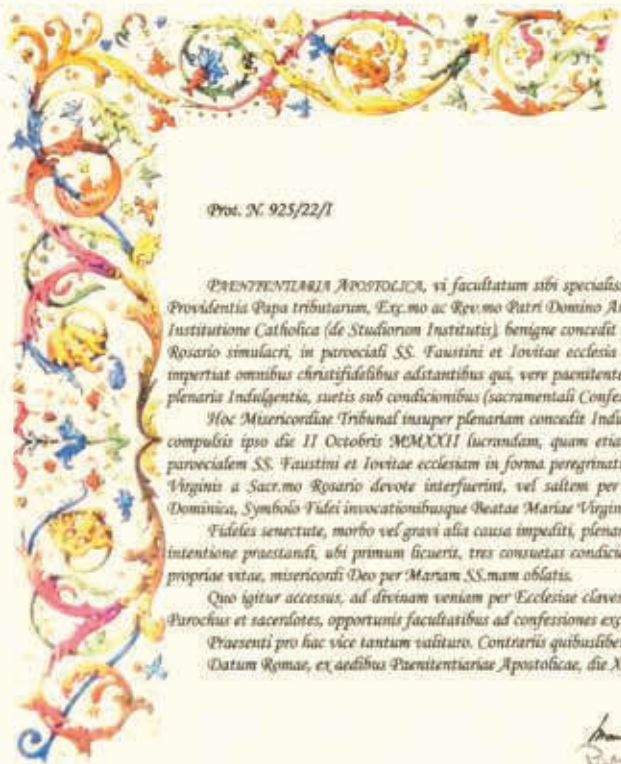 Prot. N. 925/22/I
PAENITENTIARIA APOSTOLICA, vi facultatum sibi specialiss
Providentia Papa tributarum, Exc.mo ac Rev.mo Patri Domino An
Institutione Catholica (de Studiorum Institutis), benigne concedit
Rosario simulacri, in paroeciali SS. Faustini et Iovitae ecclesia
impertiat omnibus christifidelibus adstantibus qui, vere paenitente
plenaria Indulgentia, suetis sub condicionibus (sacramentali Confes
Hoc Misericordiae Tribunal insuper plenariam concedit Indu
compulsis ipso die II Octobris MMXXII lucrandam, quam etia
paroecialem SS. Faustini et Iovitae ecclesiam in forma peregrinati
Virginis a Sacr.mo Rosario devote interfuerint, vel saltem per
Dominica, Symbolo Fidei invocationibusque Beatae Mariae Virgin
Fideles senectute, morbo vel gravi alia causa impediti, plenar
intentione praestandi, ubi primum licuerit, tres consuetas condicio
propriae vitae, misericordi Deo per Mariam SS.mam oblatis.
Quo igitur accessus, ad divinam veniam per Ecclesiae claves
Parochus et sacerdotes, opportunis facultatibus ad confessiones exc
Praesenti pro hac vice tantum valituro. Contrariis quibuslibet
Datum Romae, ex aedibus Paenitentiariae Apostolicae, die X